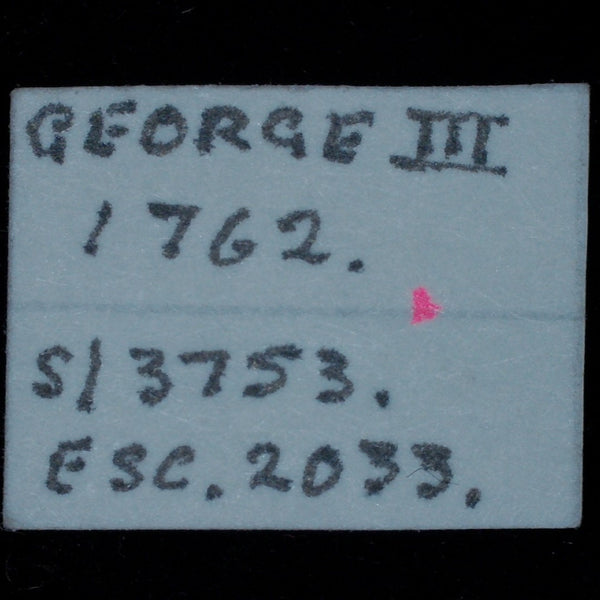 GEORGE III
1762.
S/3753.
ESC. 2033.